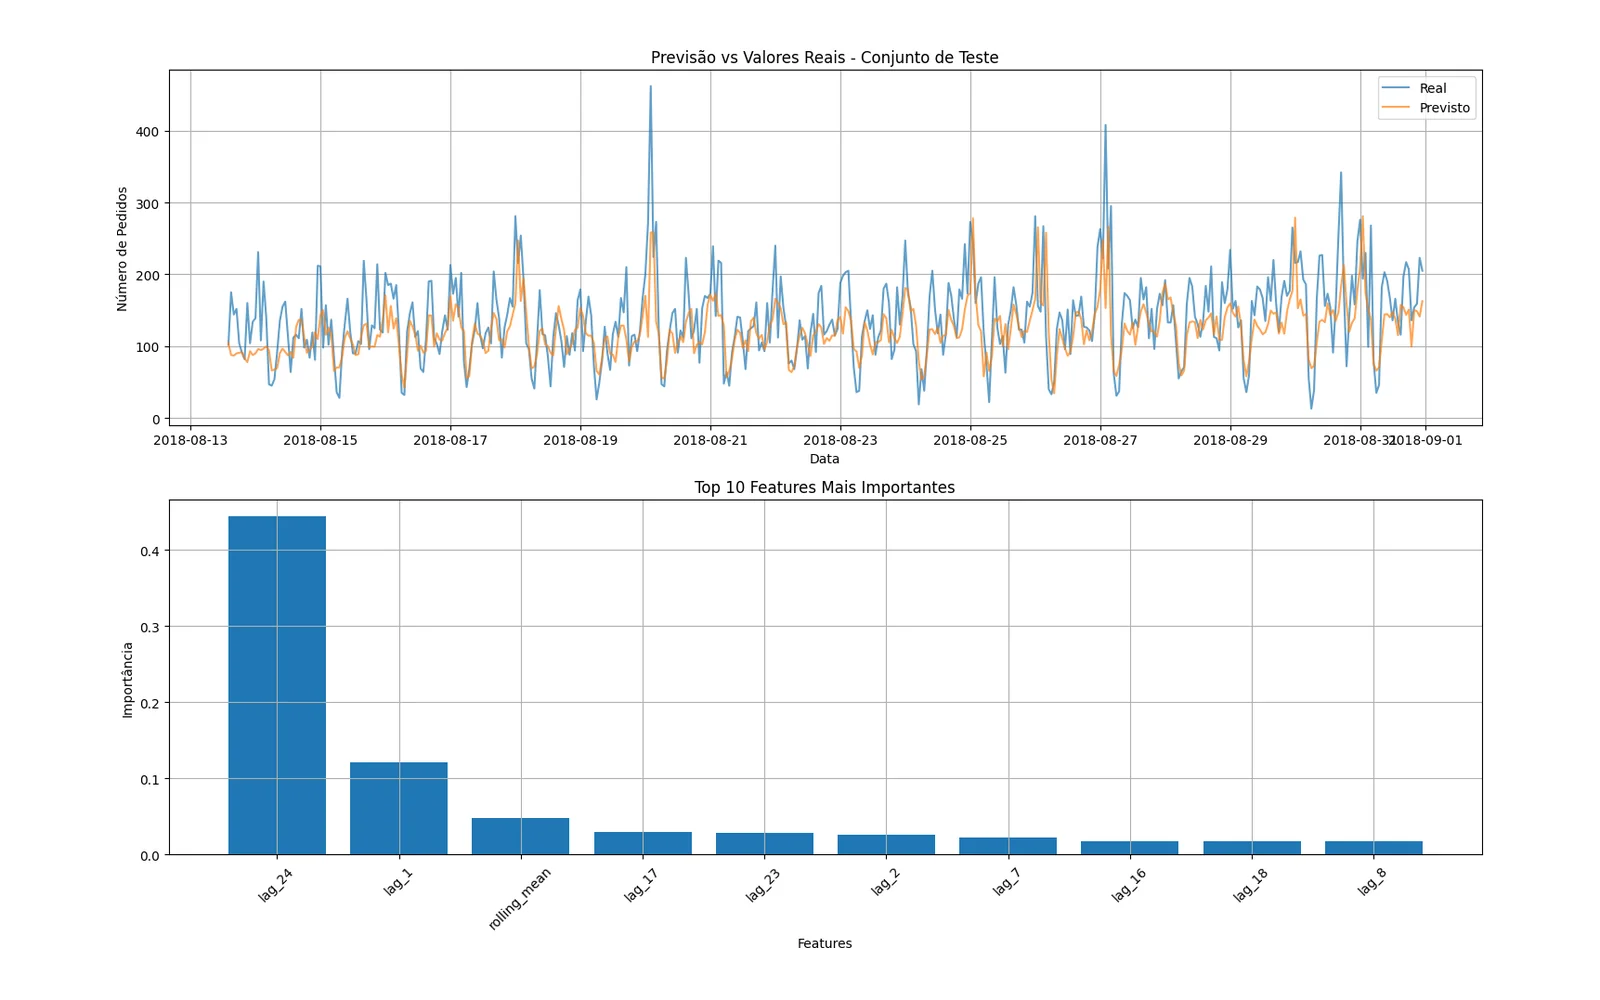 Previsão vs Valores Reais - Conjunto de Teste
Real
Previsto
Número de Pedidos
400
300
200
100
0
2018-08-13 2018-08-15 2018-08-17 2018-08-19 2018-08-21 2018-08-23 2018-08-25 2018-08-27 2018-08-29 2018-08-31 2018-09-01
Data
Top 10 Features Mais Importantes
Importância
0.4
0.3
0.2
0.1
0.0
lag_24 lag_1 rolling_mean lag_17 lag_23 lag_2 lag_7 lag_16 lag_18 lag_8
Features